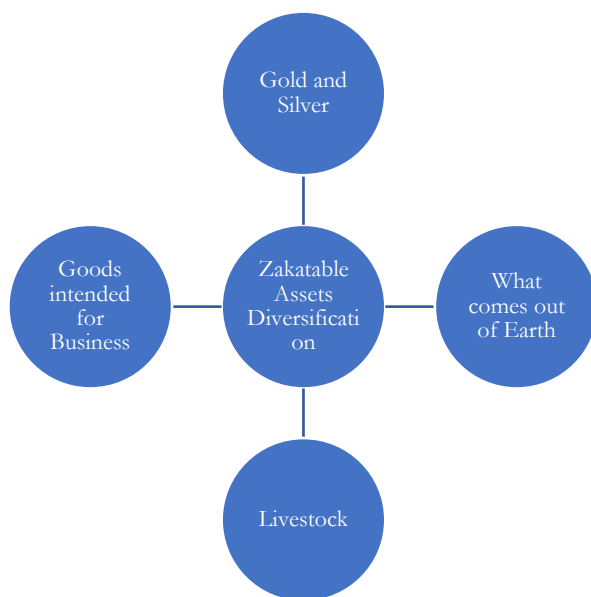 Gold and
Silver
Goods
intended
for
Business
Zakatable
Assets
Diversificati
on
What
comes out
of Earth
Livestock